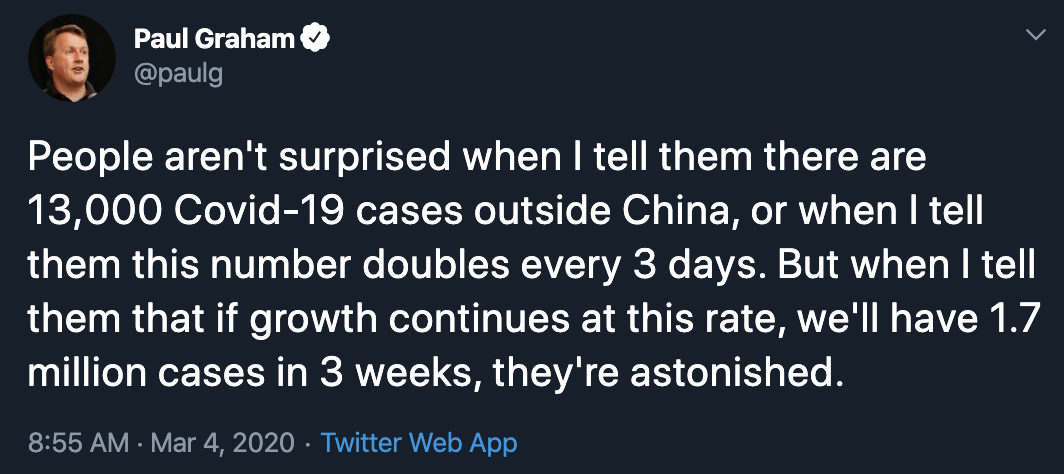 Paul Graham
@paulg
People aren't surprised when I tell them there are
13,000 Covid-19 cases outside China, or when I tell
them this number doubles every 3 days. But when I tell
them that if growth continues at this rate, we'll have 1.7
million cases in 3 weeks, they're astonished.
8:55 AM · Mar 4, 2020 · Twitter Web App